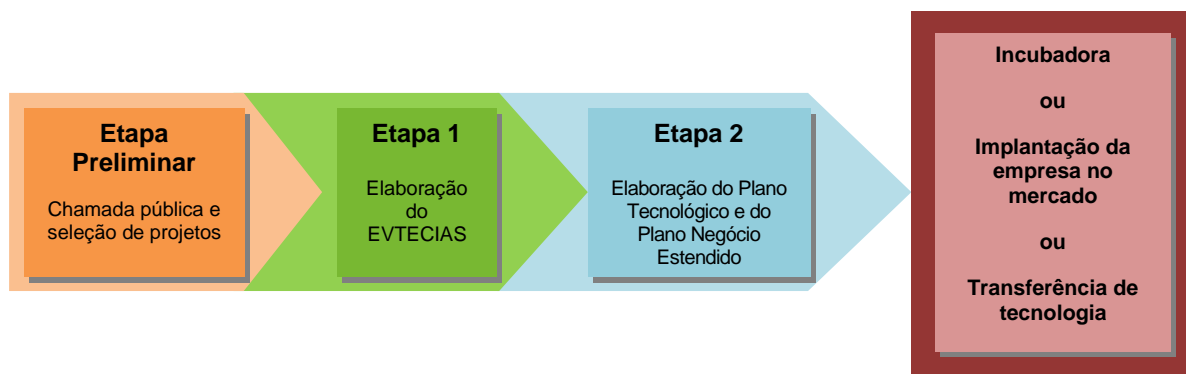 Etapa
Preliminar
Chamada pública e
seleção de projetos
Etapa 1
Elaboração
do
EVTECIAS
Etapa 2
Elaboração do Plano
Tecnológico e do
Plano Negócio
Estendido
Incubadora
ou
Implantação da
empresa no
mercado
ou
Transferência de
tecnologia